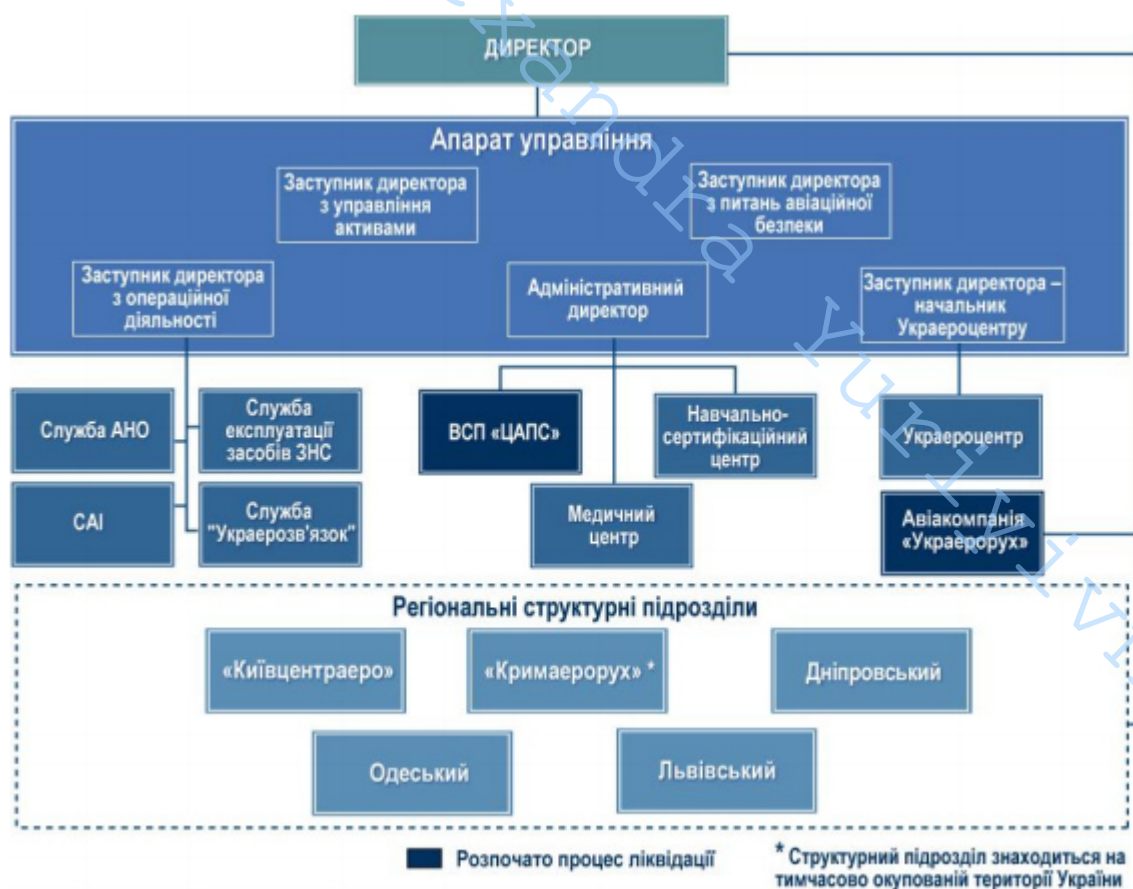 ДИРЕКТОР
Апарат управління
Заступник директора
з управління
активами
Заступник директора
з питань авіаційної
безпеки
Заступник директора
з операційної
діяльності
Адміністративний
директор
Заступник директора –
начальник
Украероцентру
Служба АНО
Служба
експлуатації
засобів ЗНС
ВСП «ЦАПС»
Навчально-
сертифікаційний
центр
Украероцентр
САІ
Служба
"Украерозв'язок"
Медичний
центр
Авіакомпанія
«Украерорух»
Регіональні структурні підрозділи
«Київцентраеро»
«Кримаерорух» *
Дніпровський
Одеський
Львівський
Розпочато процес ліквідації
* Структурний підрозділ знаходиться на
тимчасово окупованій території України